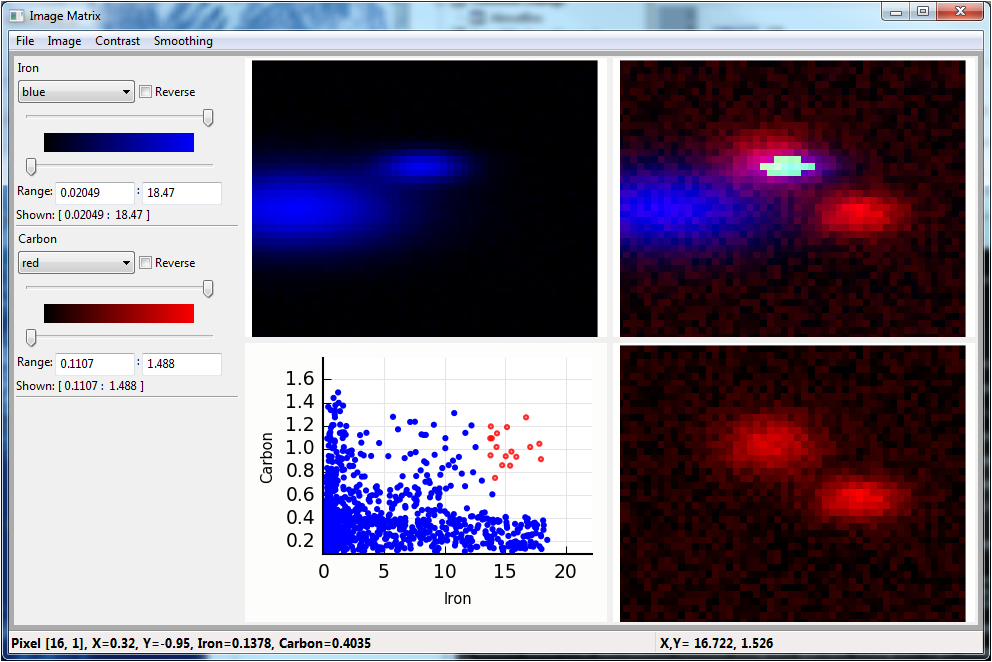 Image Matrix
File Image Contrast Smoothing
Iron
blue Reverse
Range: 0.02049 : 18.47
Shown: [ 0.02049 : 18.47 ]
Carbon
red Reverse
Range: 0.1107 : 1.488
Shown: [ 0.1107 : 1.488 ]
1.6
1.4
1.2
1.0
0.8
0.6
0.4
0.2
Carbon
0 5 10 15 20
Iron
Pixel [16, 1], X=0.32, Y=-0.95, Iron=0.1378, Carbon=0.4035
X,Y= 16.722, 1.526